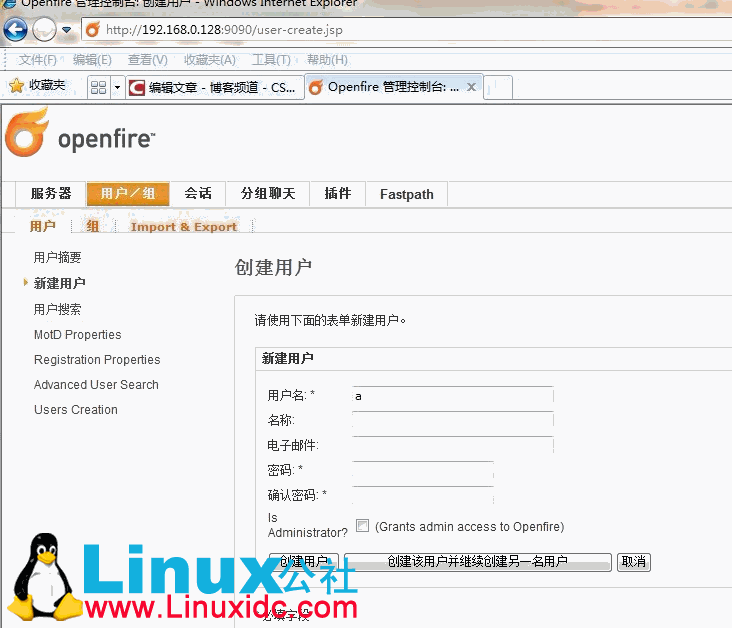 Openfire 管理控制台: 创建用户 - Windows Internet Explorer
http://192.168.0.128:9090/user-create.jsp
文件(F) 编辑(E) 查看(V) 收藏夹(A) 工具(T) 帮助(H)
收藏夹 编辑文章 - 博客频道 - CS... Openfire 管理控制台: ...
openfire™
服务器 用户/组 会话 分组聊天 插件 Fastpath
用户 组 Import & Export
用户摘要
新建用户
用户搜索
MotD Properties
Registration Properties
Advanced User Search
Users Creation
创建用户
请使用下面的表单新建用户。
新建用户
用户名: * a
名称:
电子邮件:
密码: *
确认密码: *
Is Administrator? (Grants admin access to Openfire)
创建用户 创建该用户并继续创建另一名用户 取消
必填字段
Linux公社
www.Linuxidc.com